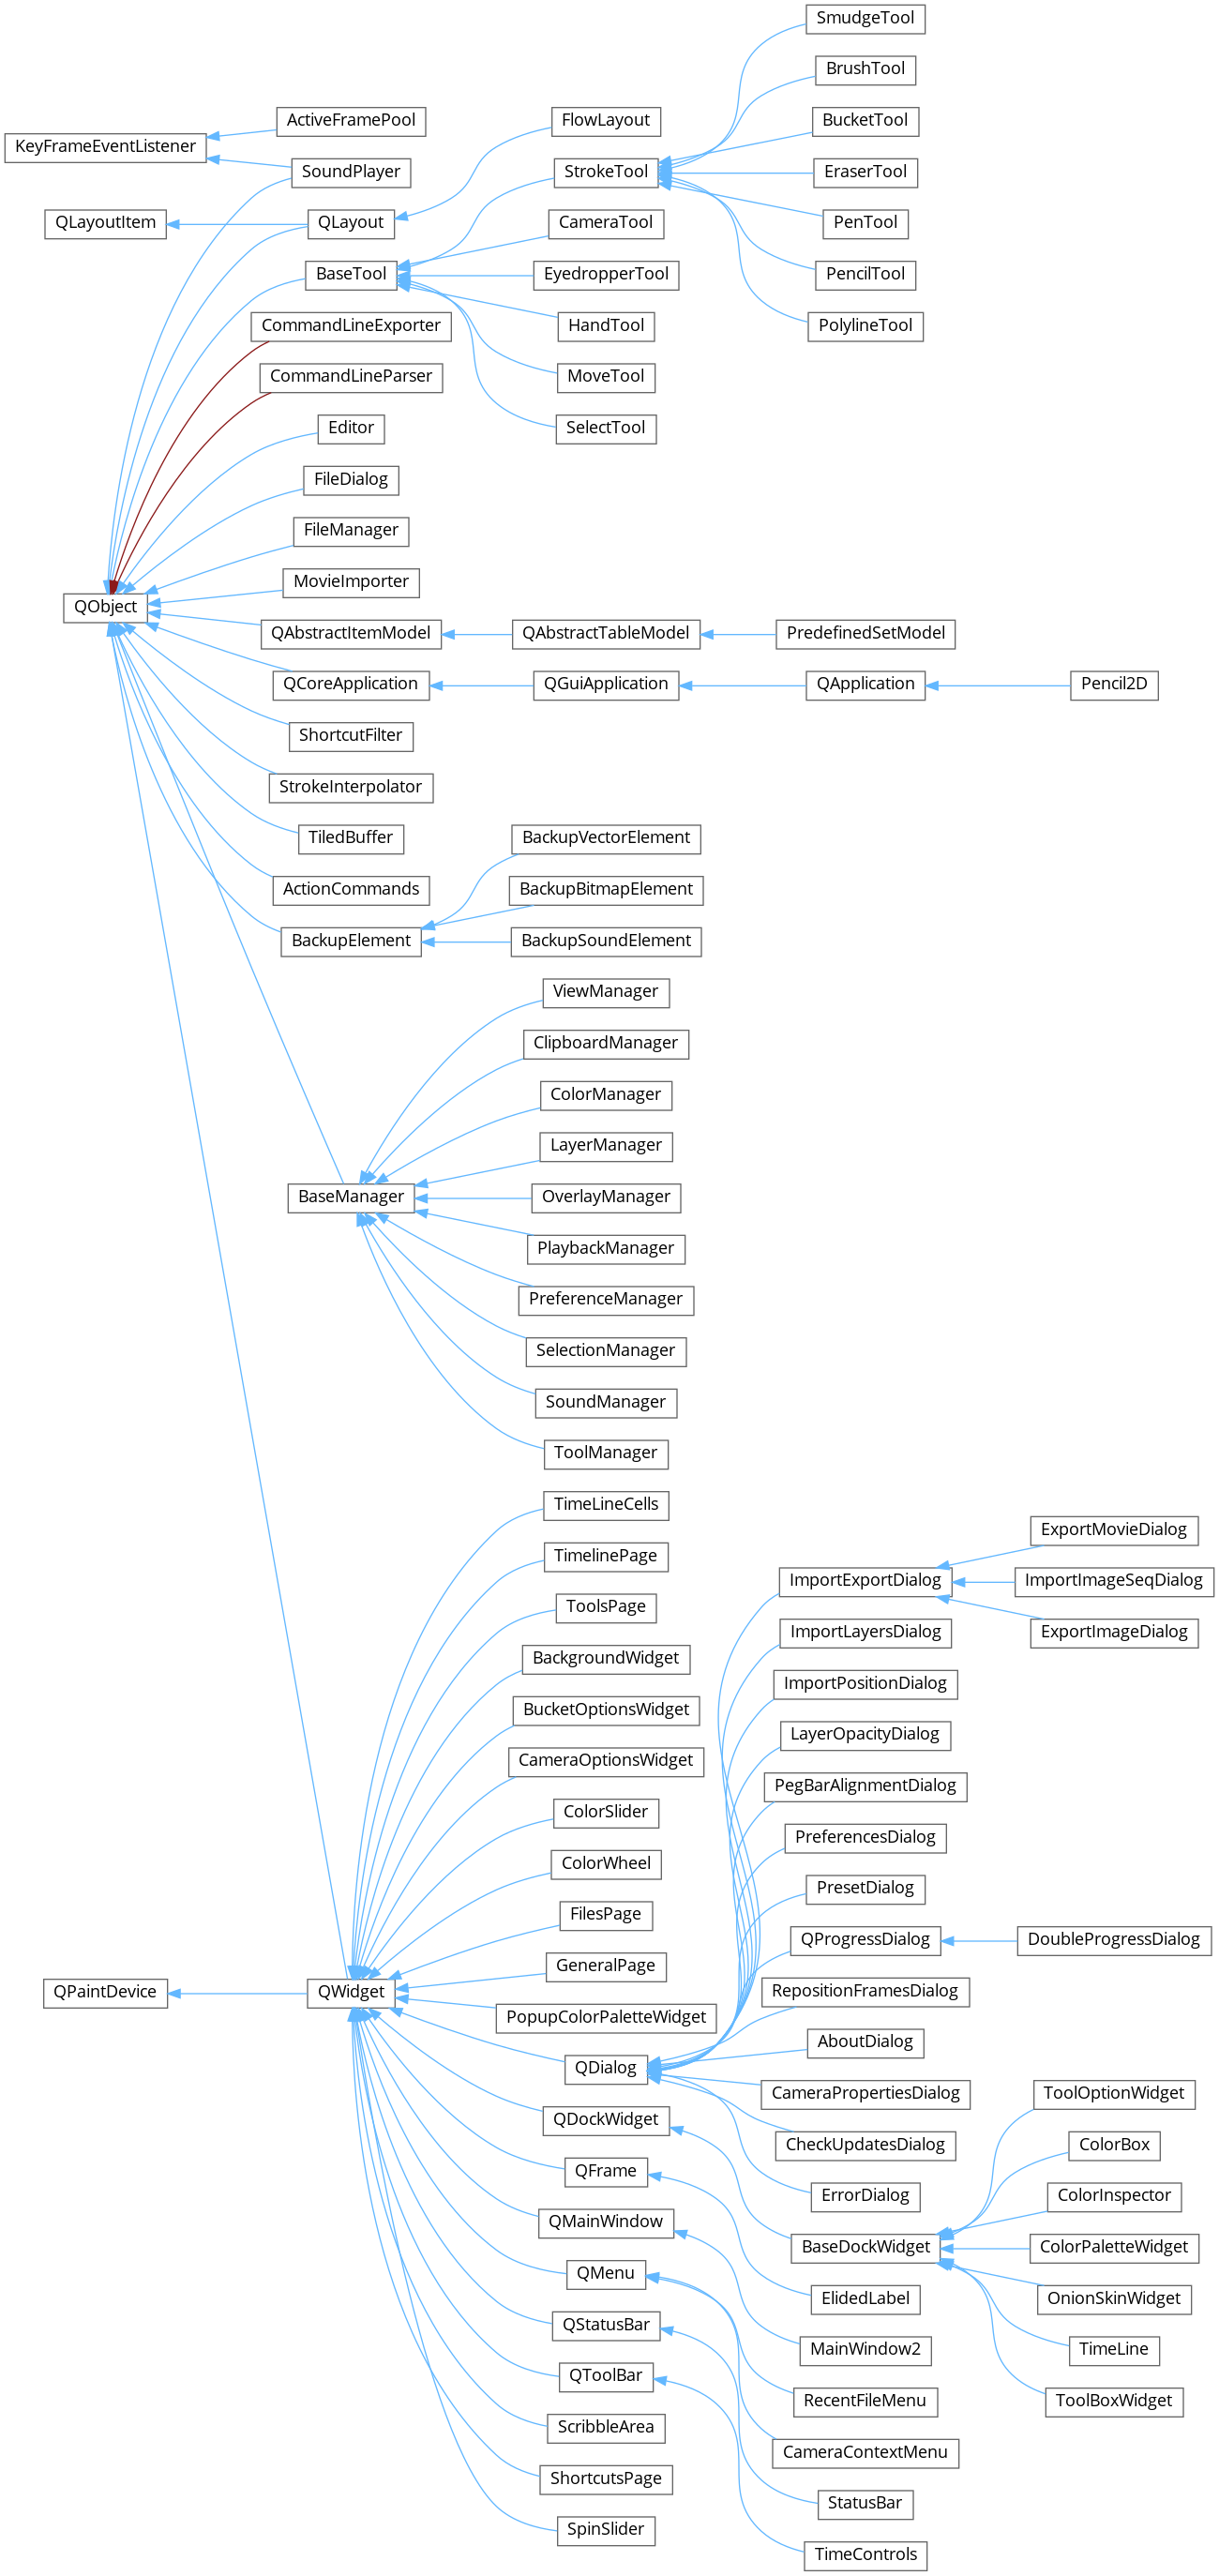 SmudgeTool
BrushTool
ActiveFramePool
FlowLayout
BucketTool
KeyFrameEventListener
SoundPlayer
StrokeTool
EraserTool
QLayoutItem
QLayout
CameraTool
PenTool
BaseTool
EyedropperTool
PencilTool
CommandLineExporter
HandTool
PolylineTool
CommandLineParser
MoveTool
Editor
SelectTool
FileDialog
FileManager
MovieImporter
QObject
QAbstractItemModel
QAbstractTableModel
PredefinedSetModel
QCoreApplication
QGuiApplication
QApplication
Pencil2D
ShortcutFilter
StrokeInterpolator
TiledBuffer
BackupVectorElement
ActionCommands
BackupBitmapElement
BackupElement
BackupSoundElement
ViewManager
ClipboardManager
ColorManager
LayerManager
BaseManager
OverlayManager
PlaybackManager
PreferenceManager
SelectionManager
SoundManager
ToolManager
TimeLineCells
ExportMovieDialog
TimelinePage
ImportExportDialog
ImportImageSeqDialog
ToolsPage
ImportLayersDialog
ExportImageDialog
BackgroundWidget
ImportPositionDialog
BucketOptionsWidget
LayerOpacityDialog
CameraOptionsWidget
PegBarAlignmentDialog
ColorSlider
PreferencesDialog
ColorWheel
PresetDialog
FilesPage
QProgressDialog
DoubleProgressDialog
GeneralPage
QPaintDevice
QWidget
RepositionFramesDialog
PopupColorPaletteWidget
AboutDialog
QDialog
CameraPropertiesDialog
ToolOptionWidget
QDockWidget
CheckUpdatesDialog
ColorBox
QFrame
ErrorDialog
ColorInspector
QMainWindow
BaseDockWidget
ColorPaletteWidget
QMenu
ElidedLabel
OnionSkinWidget
QStatusBar
MainWindow2
TimeLine
QToolBar
RecentFileMenu
ToolBoxWidget
ScribbleArea
CameraContextMenu
ShortcutsPage
StatusBar
SpinSlider
TimeControls